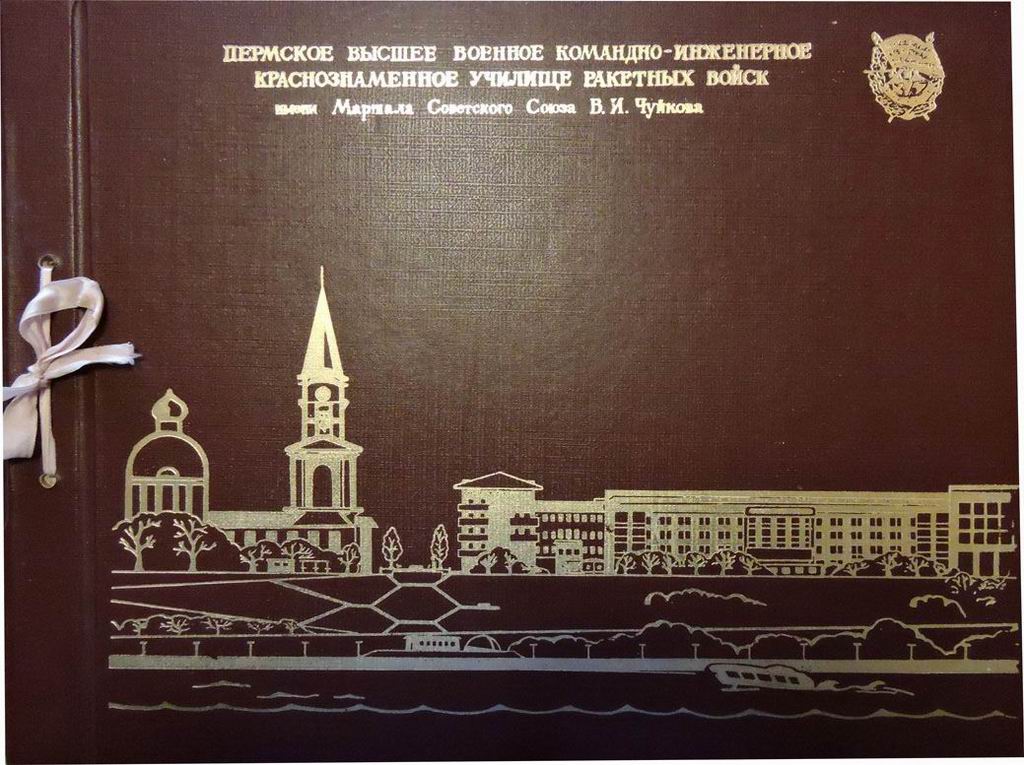 ПЕРМСКОЕ ВЫСШЕЕ ВОЕННОЕ КОМАНДНО-ИНЖЕНЕРНОЕ
КРАСНОЗНАМЕННОЕ УЧИЛИЩЕ РАКЕТНЫХ ВОЙСК
имени Маршала Советского Союза В. И. Чуйкова